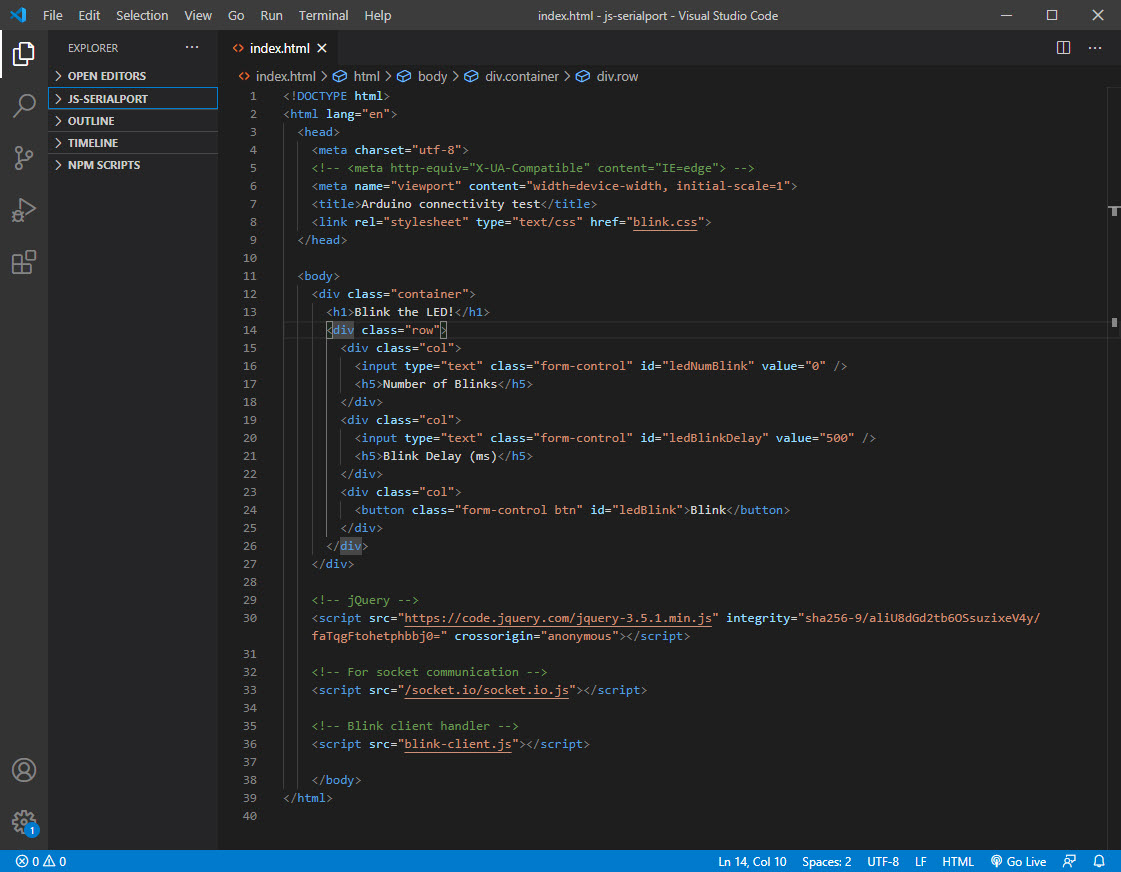 File Edit Selection View Go Run Terminal Help index.html - js-serialport - Visual Studio Code
EXPLORER
OPEN EDITORS
JS-SERIALPORT
OUTLINE
TIMELINE
NPM SCRIPTS
1
index.html
index.html > html > body > div.container > div.row
1 <!DOCTYPE html>
2 <html lang="en">
3 <head>
4 <meta charset="utf-8">
5 <!-- <meta http-equiv="X-UA-Compatible" content="IE=edge"> -->
6 <meta name="viewport" content="width=device-width, initial-scale=1">
7 <title>Arduino connectivity test</title>
8 <link rel="stylesheet" type="text/css" href="blink.css">
9 </head>
10
11 <body>
12 <div class="container">
13 <h1>Blink the LED!</h1>
14 <div class="row">
15 <div class="col">
16 <input type="text" class="form-control" id="ledNumBlink" value="0" />
17 <h5>Number of Blinks</h5>
18 </div>
19 <div class="col">
20 <input type="text" class="form-control" id="ledBlinkDelay" value="500" />
21 <h5>Blink Delay (ms)</h5>
22 </div>
23 <div class="col">
24 <button class="form-control btn" id="ledBlink">Blink</button>
25 </div>
26 </div>
27 </div>
28
29 <!-- jQuery -->
30 <script src="https://code.jquery.com/jquery-3.5.1.min.js" integrity="sha256-9/aliU8dGd2tb6OSsuzixeV4y/
faTqgFtohetphbbj0=" crossorigin="anonymous"></script>
31
32 <!-- For socket communication -->
33 <script src="/socket.io/socket.io.js"></script>
34
35 <!-- Blink client handler -->
36 <script src="blink-client.js"></script>
37
38 </body>
39 </html>
40
0 0 Ln 14, Col 10 Spaces: 2 UTF-8 LF HTML Go Live